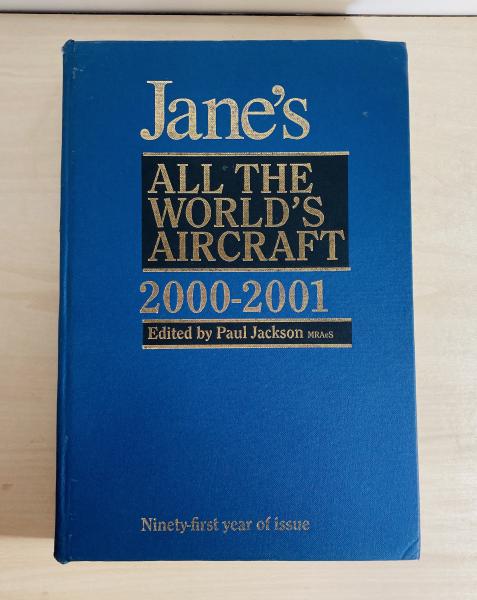 Jane's
ALL THE
WORLD'S
AIRCRAFT
2000-2001
Edited by Paul Jackson MRAeS
Ninety-first year of issue